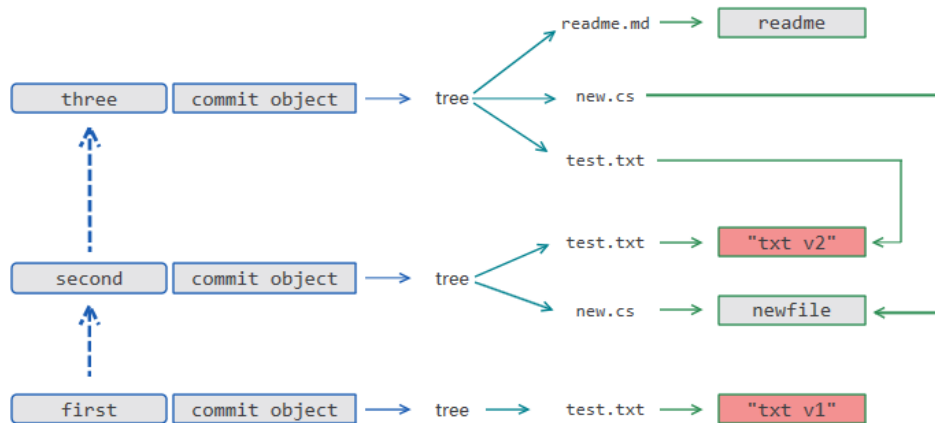 readme.md readme
three commit object tree new.cs
test.txt
test.txt "txt v2"
second commit object tree
new.cs newfile
first commit object tree test.txt "txt v1"